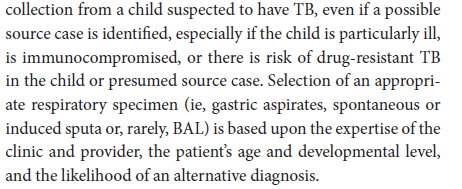 collection from a child suspected to have TB, even if a possible
source case is identified, especially if the child is particularly ill,
is immunocompromised, or there is risk of drug-resistant TB
in the child or presumed source case. Selection of an appropri-
ate respiratory specimen (ie, gastric aspirates, spontaneous or
induced sputa or, rarely, BAL) is based upon the expertise of the
clinic and provider, the patient's age and developmental level,
and the likelihood of an alternative diagnosis.